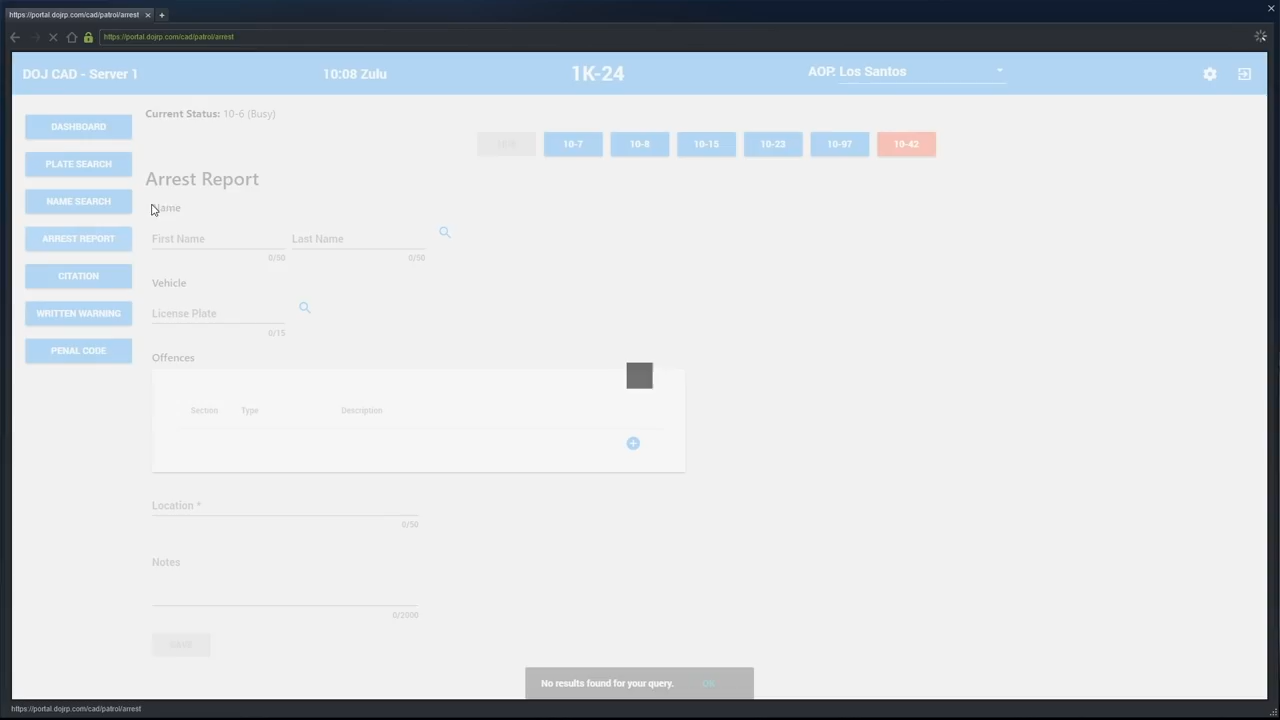 https://portal.dojrp.com/cad/patrol/arrest
https://portal.dojrp.com/cad/patrol/arrest
DOJ CAD - Server 1
10:08 Zulu
1K-24
AOP: Los Santos
Current Status: 10-6 (Busy)
10-7
10-8
10-15
10-23
10-97
10-42
DASHBOARD
PLATE SEARCH
NAME SEARCH
ARREST REPORT
CITATION
WRITTEN WARNING
PENAL CODE
Arrest Report
Name
First Name
Last Name
0/50
Vehicle
License Plate
0/15
Offences
Section Type Description
Location *
0/50
Notes
0/2000
SAVE
No results found for your query. OK
https://portal.dojrp.com/cad/patrol/arrest